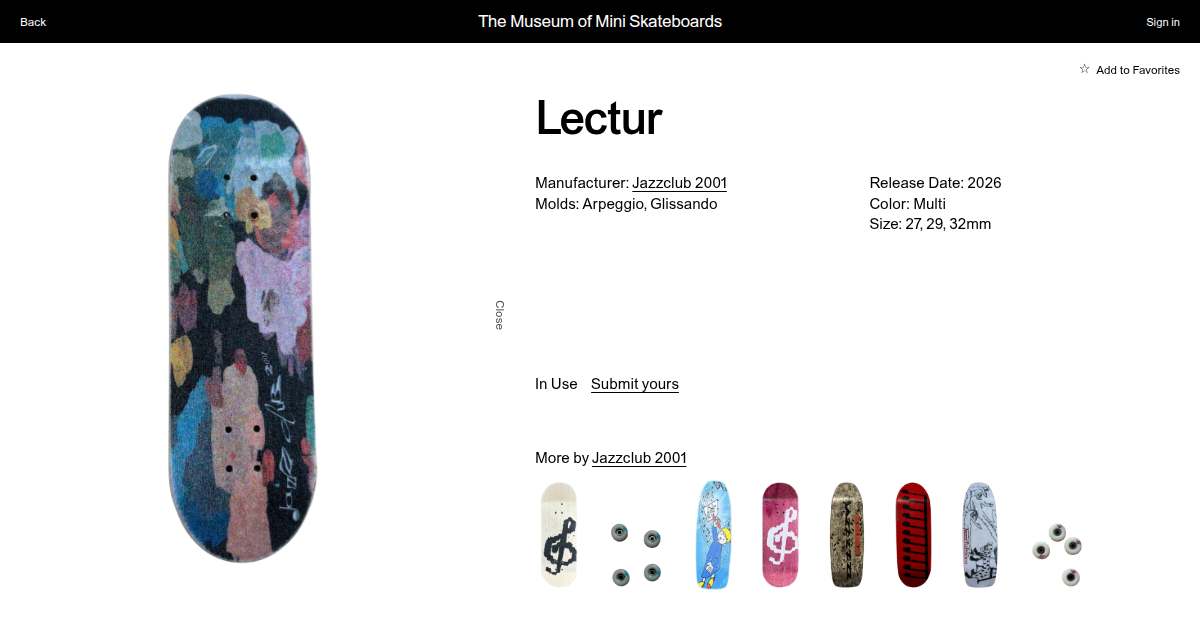 Back
The Museum of Mini Skateboards
Sign in
☆ Add to Favorites
Lectur
Manufacturer: Jazzclub 2001
Molds: Arpeggio, Glissando
Release Date: 2026
Color: Multi
Size: 27, 29, 32mm
Close
In Use Submit yours
More by Jazzclub 2001